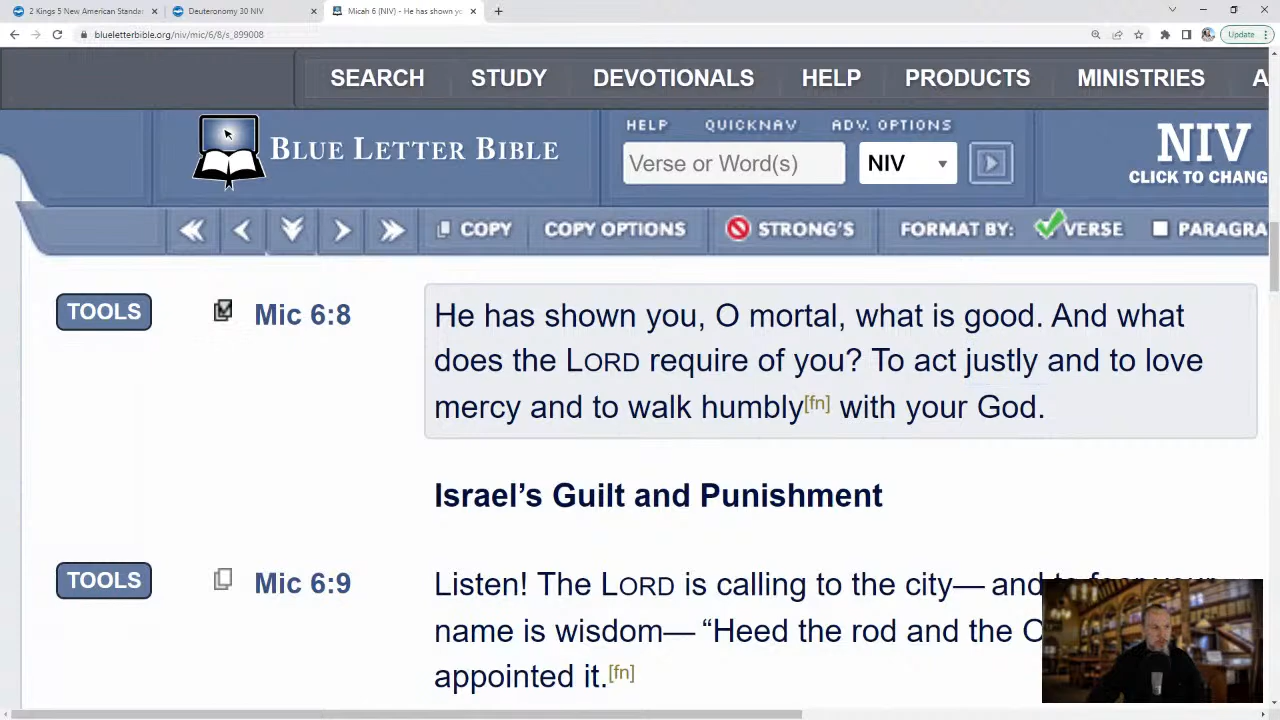 2 Kings 5 New American Standa
Deuteronomy 30 NIV
Micah 6 (NIV) - He has shown yo
blueletterbible.org/niv/mic/6/8/s_899008
Update
SEARCH STUDY DEVOTIONALS HELP PRODUCTS MINISTRIES A
BLUE LETTER BIBLE
HELP QUICKNAV ADV. OPTIONS
Verse or Word(s) NIV
NIV
CLICK TO CHANG
COPY COPY OPTIONS STRONG'S FORMAT BY: VERSE PARAGRA
TOOLS Mic 6:8 He has shown you, O mortal, what is good. And what
does the LORD require of you? To act justly and to love
mercy and to walk humbly[fn] with your God.
Israel’s Guilt and Punishment
TOOLS Mic 6:9 Listen! The LORD is calling to the city— and
name is wisdom— “Heed the rod and the O
appointed it.[fn]